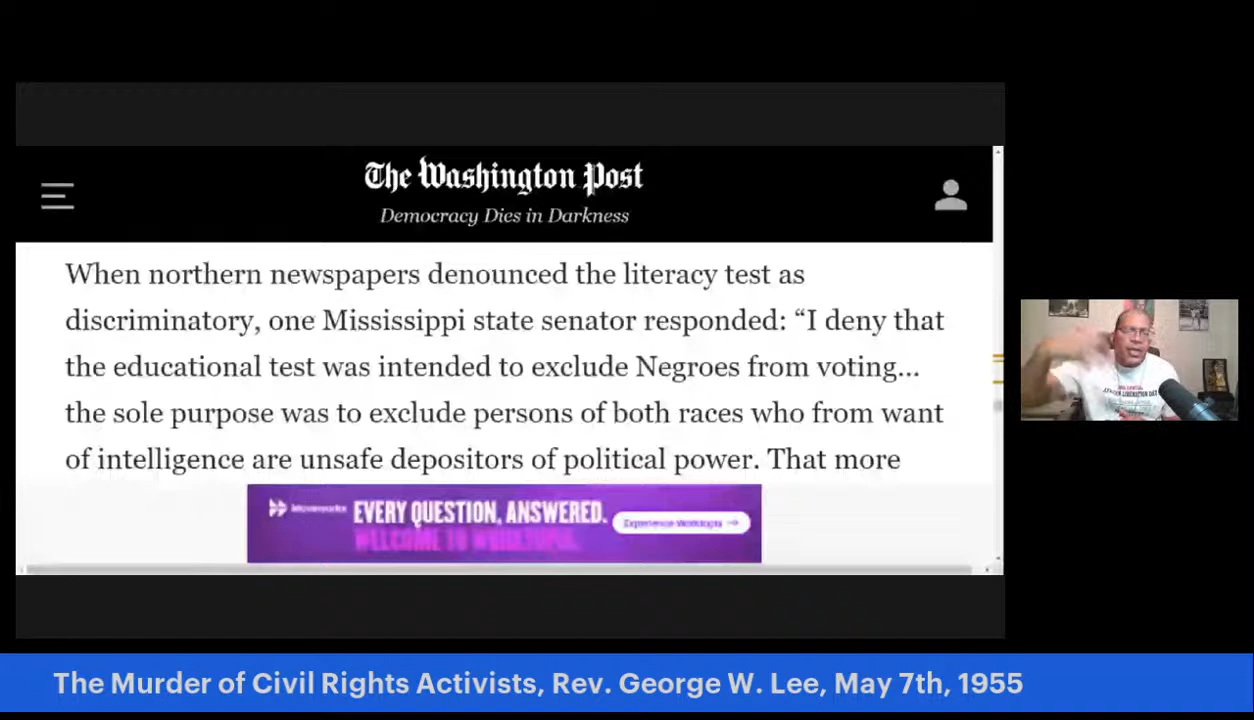 The Washington Post
Democracy Dies in Darkness
When northern newspapers denounced the literacy test as
discriminatory, one Mississippi state senator responded: “I deny that
the educational test was intended to exclude Negroes from voting...
the sole purpose was to exclude persons of both races who from want
of intelligence are unsafe depositors of political power. That more
EVERY QUESTION, ANSWERED.
WELCOME TO
The Murder of Civil Rights Activists, Rev. George W. Lee, May 7th, 1955